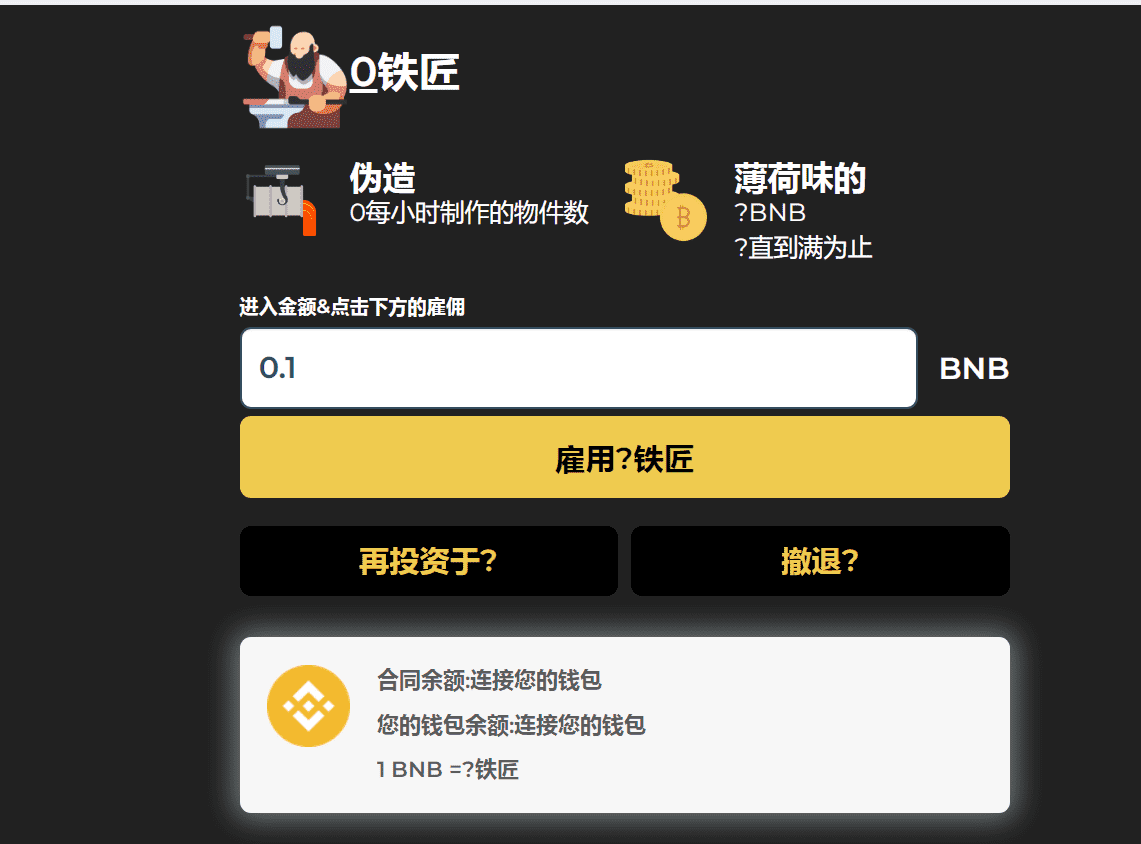 0铁匠
伪造
0每小时制作的物件数
薄荷味的
?BNB
?直到满为止
进入金额&点击下方的雇佣
0.1
BNB
雇用?铁匠
再投资于?
撤退?
合同余额:连接您的钱包
您的钱包余额:连接您的钱包
1 BNB =?铁匠